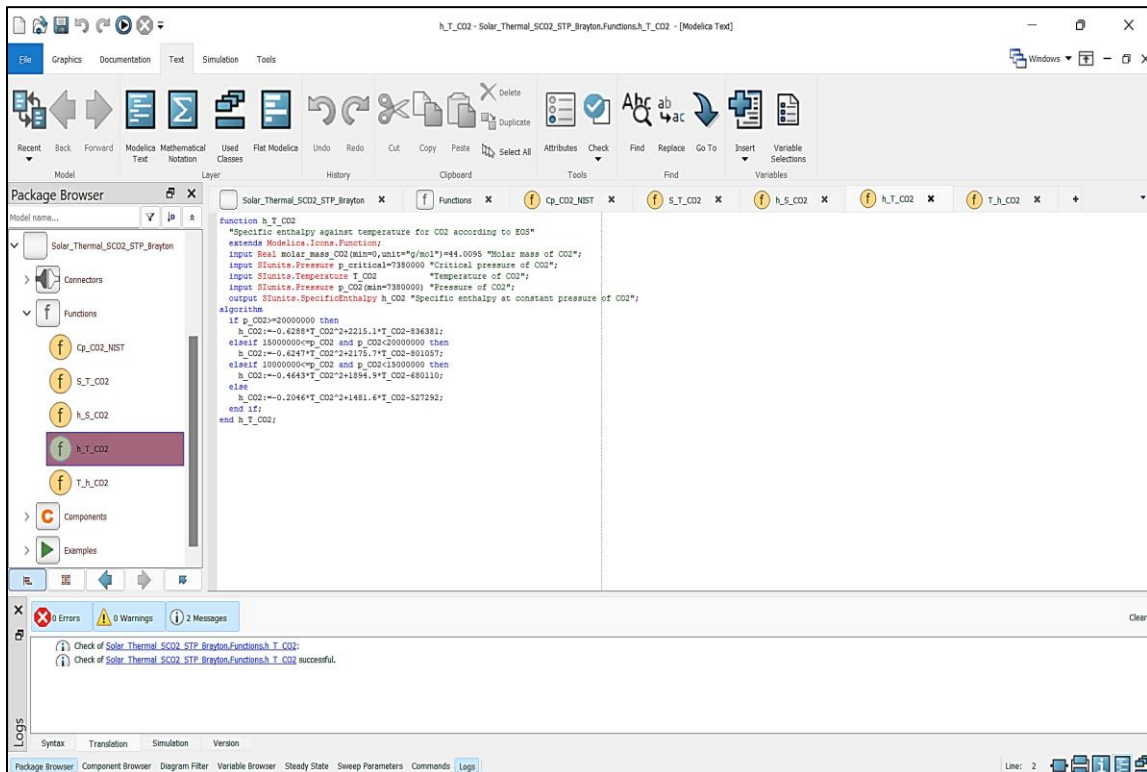 h_T_CO2 - Solar_Thermal_SCO2_STP_Brayton.Functions.h_T_CO2 - [Modelica Text]
File Graphics Documentation Text Simulation Tools Windows
Delete
Duplicate
Select All
Recent Back Forward Modelica Text Mathematical Notation Used Classes Flat Modelica Undo Redo Cut Copy Paste Attributes Check Find Replace Go To Insert Variable Selections
Model Layer History Clipboard Tools Find Variables
Package Browser
Solar_Thermal_SCO2_STP_Brayton Functions Cp_CO2_NIST S_T_CO2 h_S_CO2 h_T_CO2 T_h_CO2
Model name...
Solar_Thermal_SCO2_STP_Brayton
Connectors
Functions
Cp_CO2_NIST
S_T_CO2
h_S_CO2
h_T_CO2
T_h_CO2
Components
Examples
function h_T_CO2
"Specific enthalpy against temperature for CO2 according to EOS"
extends Modelica.Icons.Function;
input Real molar_mass_CO2(min=0,unit="g/mol")=44.0095 "Molar mass of CO2";
input SIunits.Pressure p_critical=7380000 "Critical pressure of CO2";
input SIunits.Temperature T_CO2 "Temperature of CO2";
input SIunits.Pressure p_CO2(min=7380000) "Pressure of CO2";
output SIunits.SpecificEnthalpy h_CO2 "Specific enthalpy at constant pressure of CO2";
algorithm
if p_CO2>=20000000 then
h_CO2:=-0.6288*T_CO2^2+2215.1*T_CO2-836381;
elseif 15000000<=p_CO2 and p_CO2<20000000 then
h_CO2:=-0.6247*T_CO2^2+2175.7*T_CO2-801057;
elseif 10000000<=p_CO2 and p_CO2<15000000 then
h_CO2:=-0.4643*T_CO2^2+1894.9*T_CO2-680110;
else
h_CO2:=-0.2046*T_CO2^2+1481.6*T_CO2-527292;
end if;
end h_T_CO2;
0 Errors 0 Warnings 2 Messages Clear
Check of Solar_Thermal_SCO2_STP_Brayton.Functions.h_T_CO2:
Check of Solar_Thermal_SCO2_STP_Brayton.Functions.h_T_CO2 successful.
Logs
Syntax Translation Simulation Version
Package Browser Component Browser Diagram Filter Variable Browser Steady State Sweep Parameters Commands Logs Line: 2